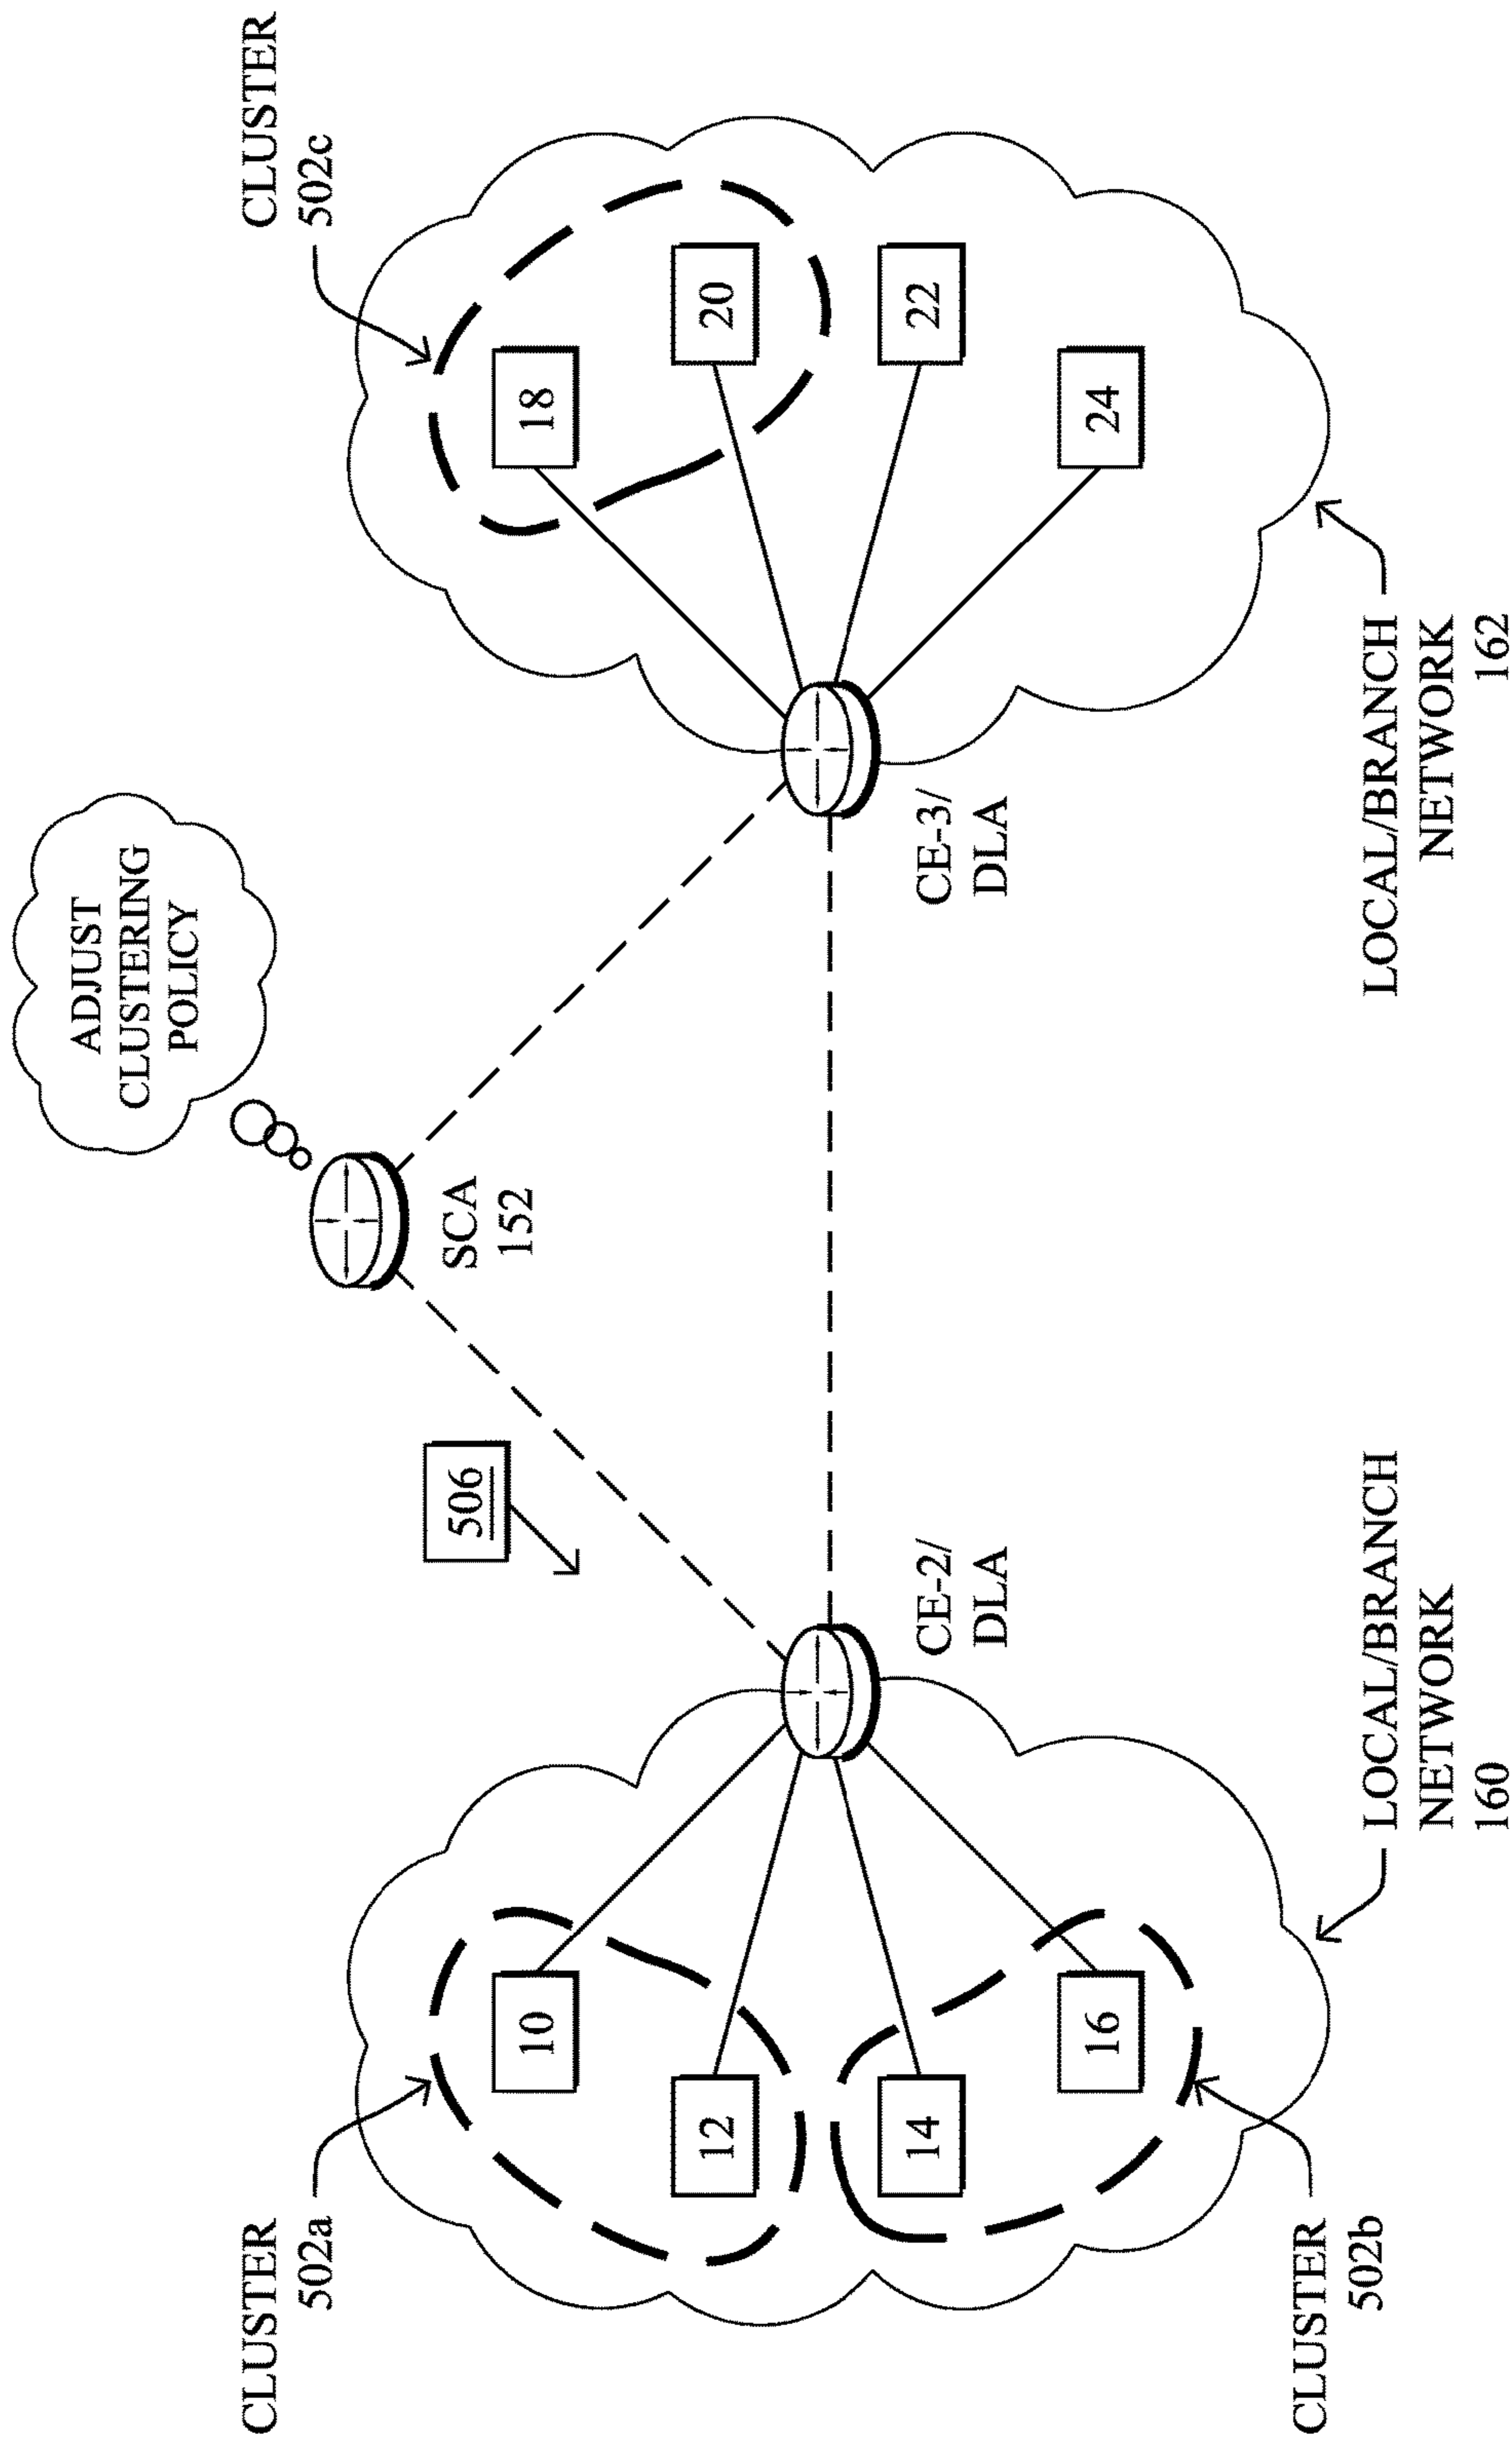 ADJUST
CLUSTERING
POLICY
CLUSTER
502a
CLUSTER
502c
SCA
152
506
10
12
14
16
18
20
22
24
CE-2/
DLA
CE-3/
DLA
CLUSTER
502b
LOCAL/BRANCH
NETWORK
160
LOCAL/BRANCH
NETWORK
162